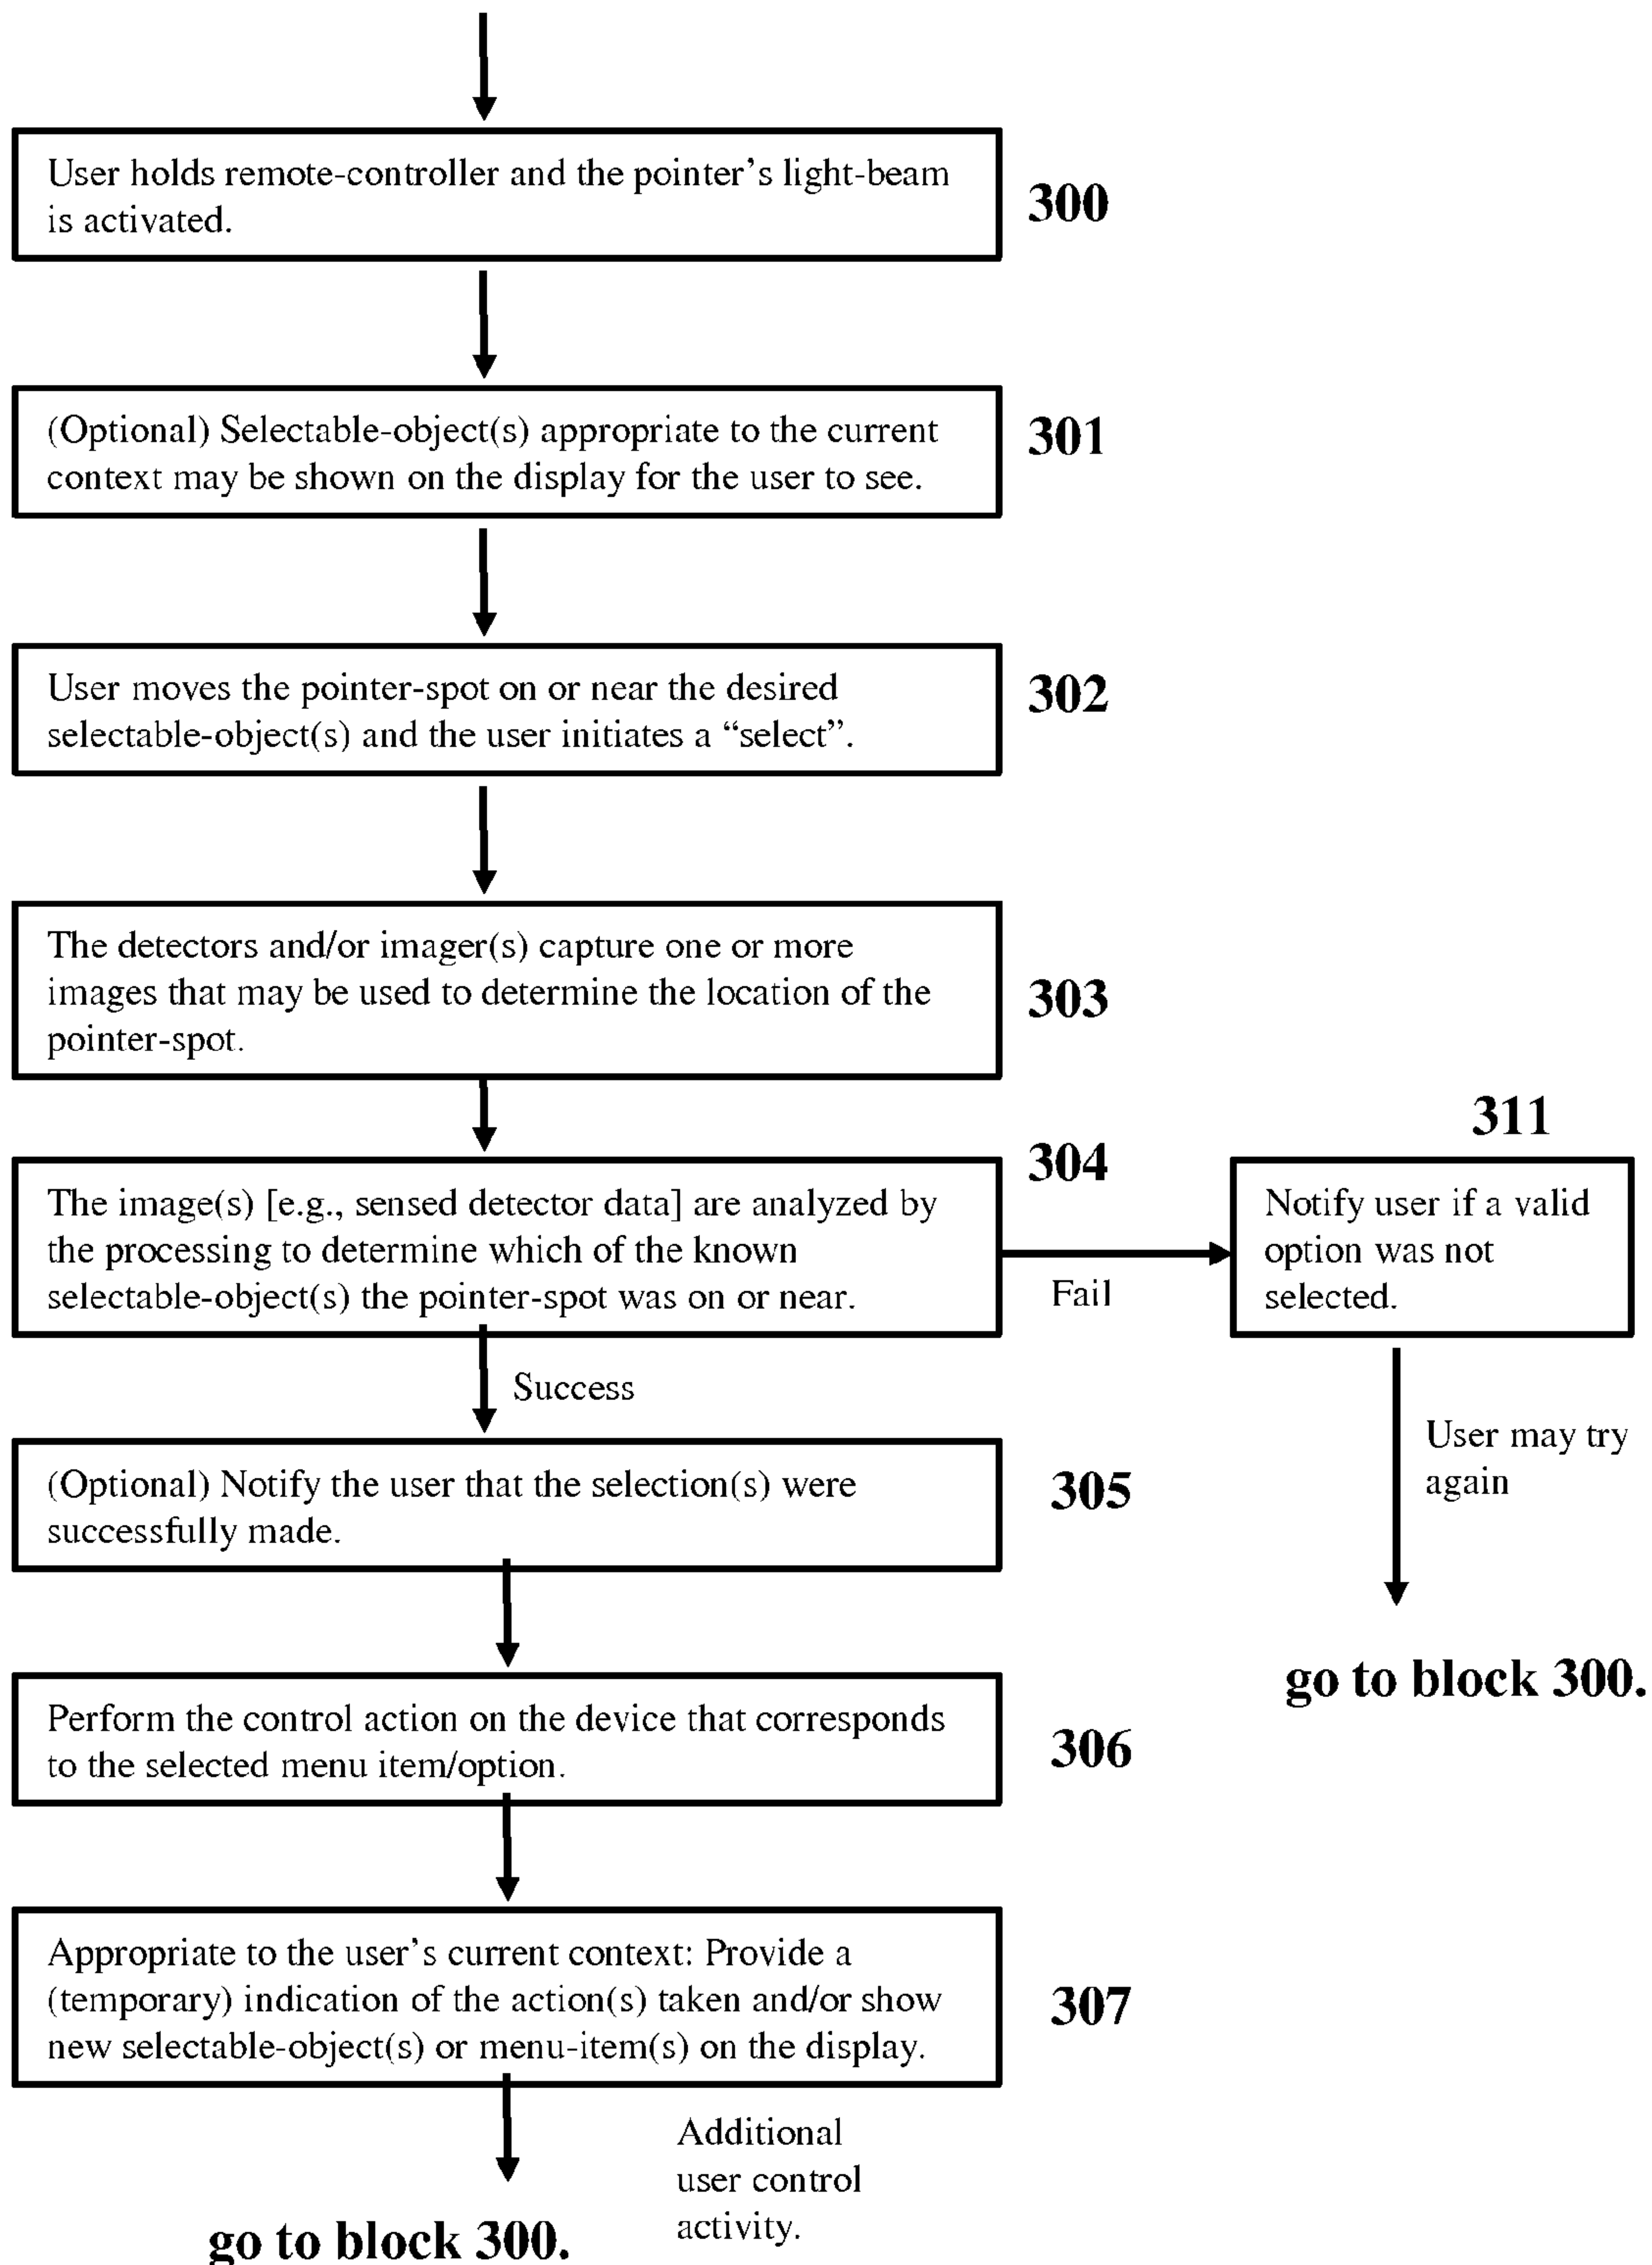 User holds remote-controller and the pointer’s light-beam
is activated.
300
(Optional) Selectable-object(s) appropriate to the current
context may be shown on the display for the user to see.
301
User moves the pointer-spot on or near the desired
selectable-object(s) and the user initiates a “select”.
302
The detectors and/or imager(s) capture one or more
images that may be used to determine the location of the
pointer-spot.
303
The image(s) [e.g., sensed detector data] are analyzed by
the processing to determine which of the known
selectable-object(s) the pointer-spot was on or near.
304
Fail
311
Notify user if a valid
option was not
selected.
User may try
again
go to block 300.
Success
(Optional) Notify the user that the selection(s) were
successfully made.
305
Perform the control action on the device that corresponds
to the selected menu item/option.
306
Appropriate to the user’s current context: Provide a
(temporary) indication of the action(s) taken and/or show
new selectable-object(s) or menu-item(s) on the display.
307
Additional
user control
activity.
go to block 300.